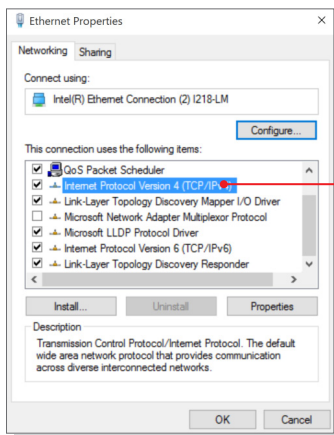 Ethernet Properties
Networking Sharing
Connect using:
Intel(R) Ethernet Connection (2) I218-LM
Configure...
This connection uses the following items:
QoS Packet Scheduler
Internet Protocol Version 4 (TCP/IPv4)
Link-Layer Topology Discovery Mapper I/O Driver
Microsoft Network Adapter Multiplexor Protocol
Microsoft LLDP Protocol Driver
Internet Protocol Version 6 (TCP/IPv6)
Link-Layer Topology Discovery Responder
Install... Uninstall Properties
Description
Transmission Control Protocol/Internet Protocol. The default
wide area network protocol that provides communication
across diverse interconnected networks.
OK Cancel